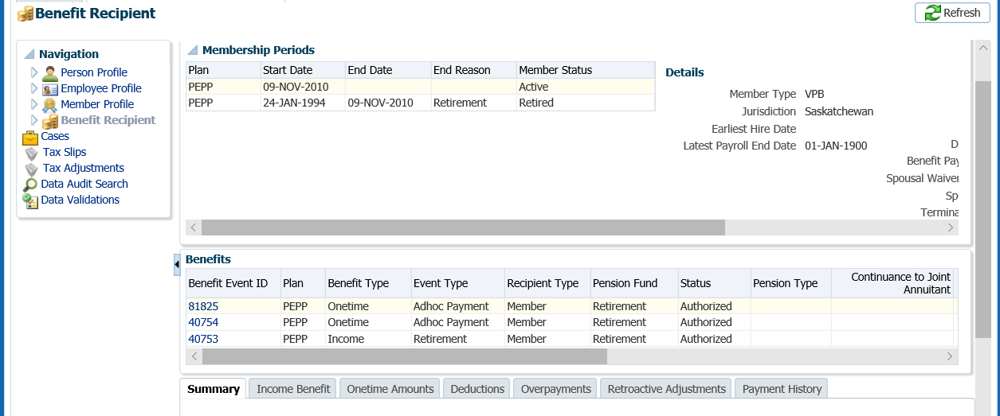 Benefit Recipient
Refresh
Navigation
Person Profile
Employee Profile
Member Profile
Benefit Recipient
Cases
Tax Slips
Tax Adjustments
Data Audit Search
Data Validations
Membership Periods
Plan Start Date End Date End Reason Member Status
PEPP 09-NOV-2010 Active
PEPP 24-JAN-1994 09-NOV-2010 Retirement Retired
Details
Member Type VPB
Jurisdiction Saskatchewan
Earliest Hire Date
Latest Payroll End Date 01-JAN-1900
D
Benefit Pay
Spousal Waiver
Sp
Termina
Benefits
Benefit Event ID Plan Benefit Type Event Type Recipient Type Pension Fund Status Pension Type Continuance to Joint
Annuitant
81825 PEPP Onetime Adhoc Payment Member Retirement Authorized
40754 PEPP Onetime Adhoc Payment Member Retirement Authorized
40753 PEPP Income Retirement Member Retirement Authorized
Summary Income Benefit Onetime Amounts Deductions Overpayments Retroactive Adjustments Payment History